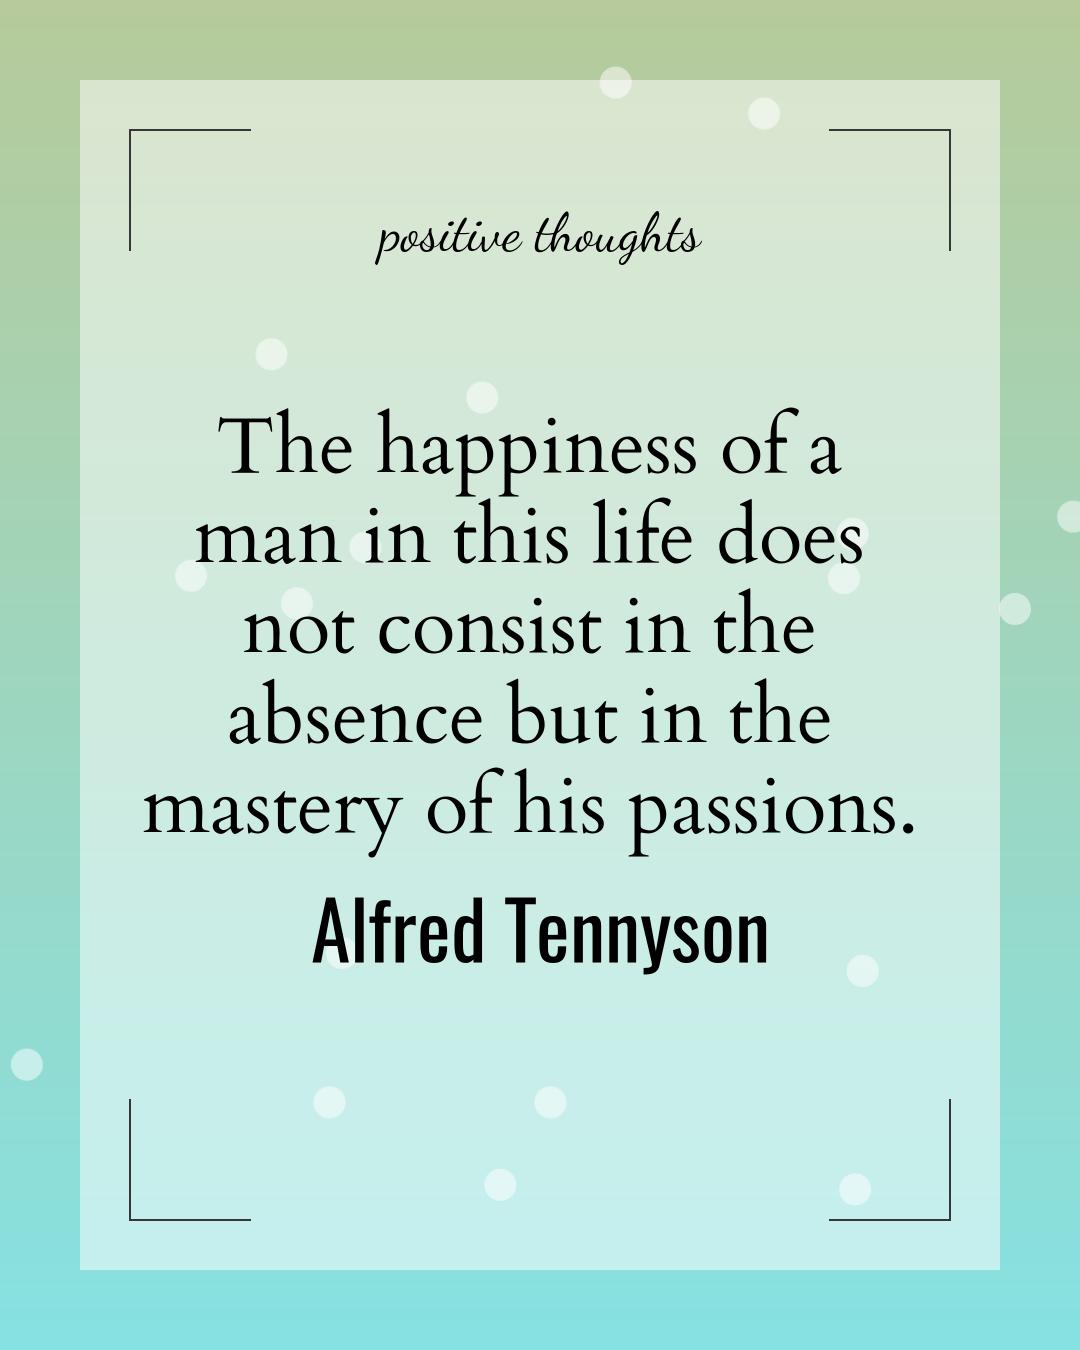 positive thoughts
The happiness of a
man in this life does
not consist in the
absence but in the
mastery of his passions.
Alfred Tennyson